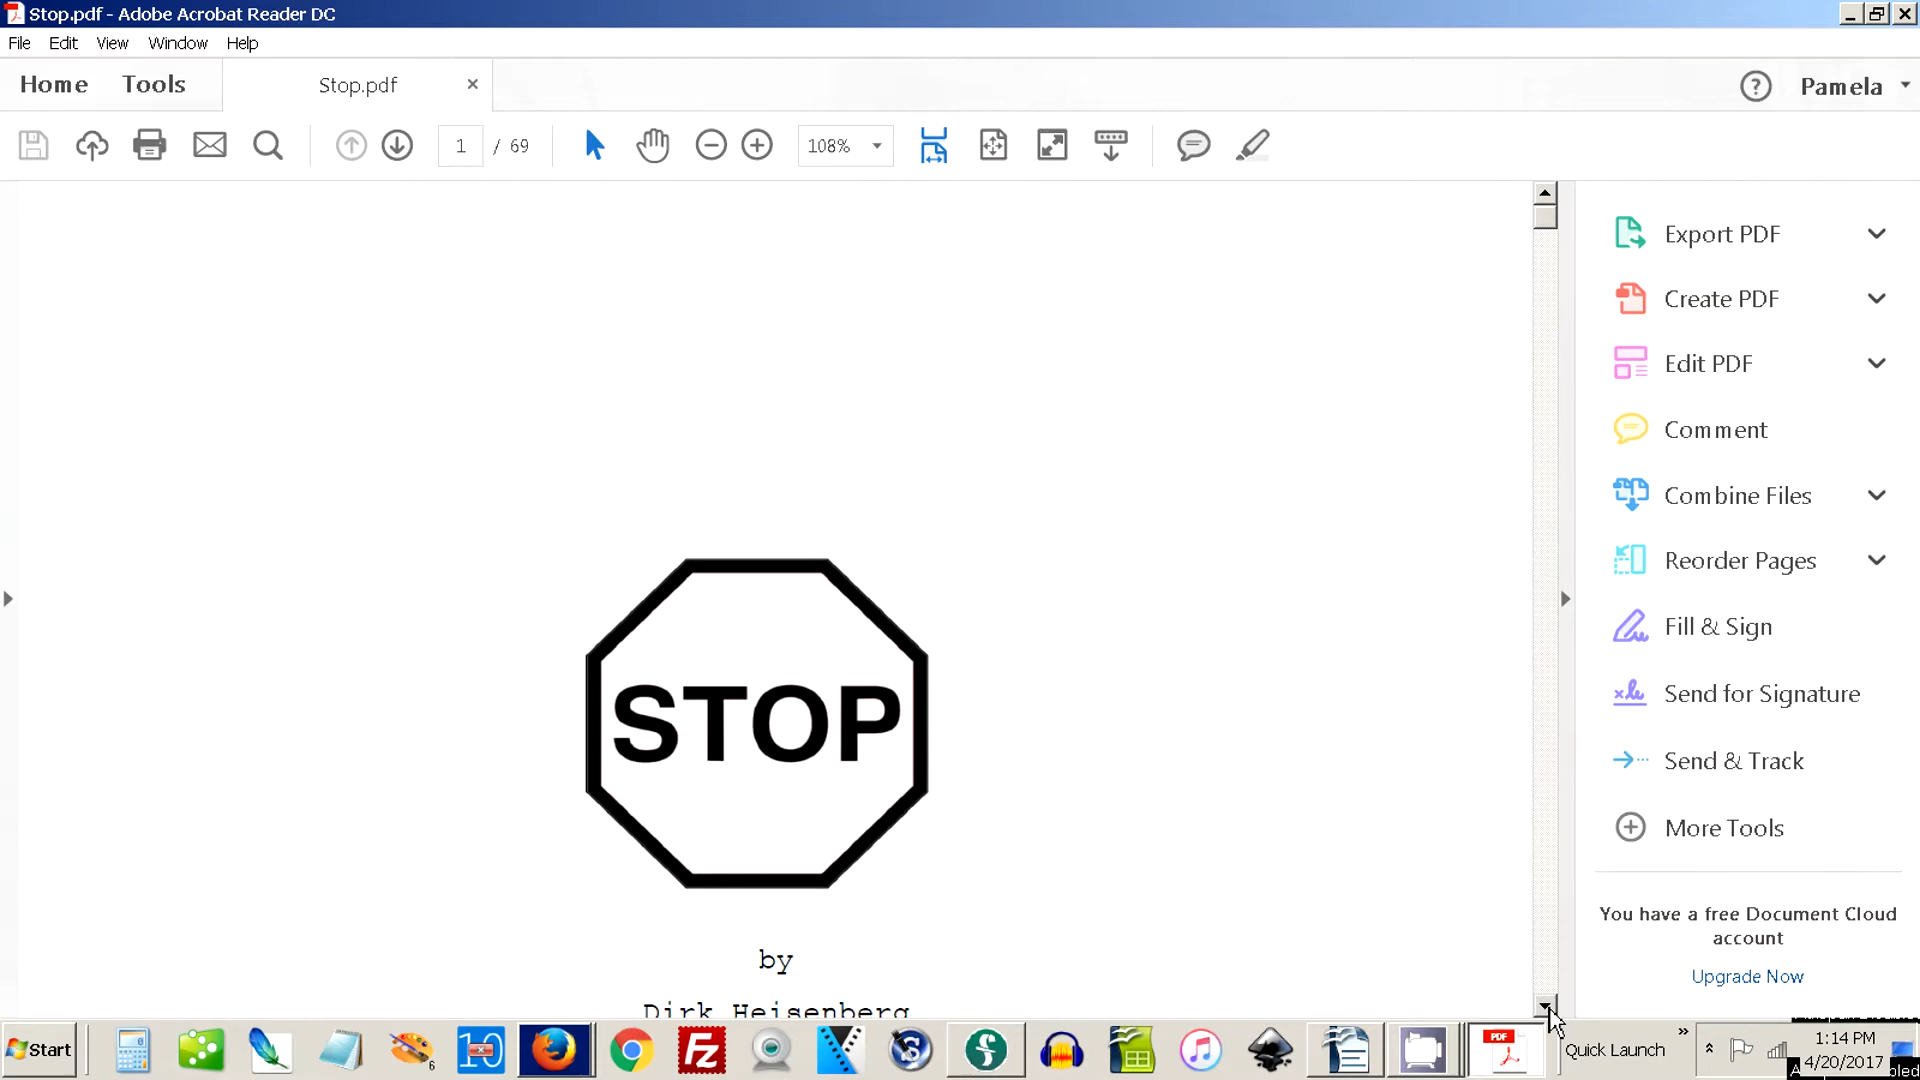 Stop.pdf - Adobe Acrobat Reader DC
File Edit View Window Help
Home Tools Stop.pdf × Pamela
1 / 69 108%
Export PDF
Create PDF
Edit PDF
Comment
Combine Files
Reorder Pages
Fill & Sign
Send for Signature
Send & Track
More Tools
You have a free Document Cloud
account
Upgrade Now
STOP
by
Dirk Heisenberg
Start Quick Launch » 1:14 PM
4/20/2017